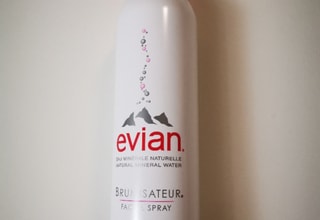 evian.
EAU MINÉRALE NATURELLE
NATURAL MINERAL WATER
BRUMISATEUR
FACIAL SPRAY